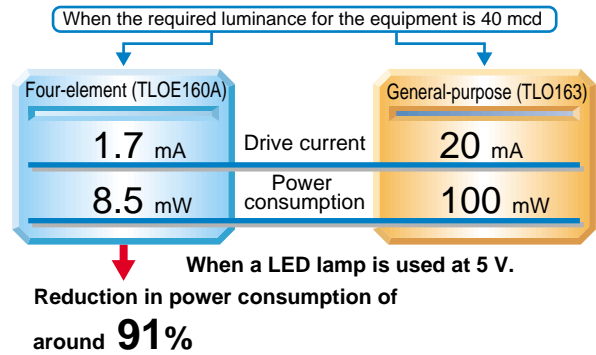 When the required luminance for the equipment is 40 mcd
Four-element (TLOE160A)
General-purpose (TLO163)
1.7 mA
Drive current
20 mA
8.5 mW
Power
consumption
100 mW
When a LED lamp is used at 5 V.
Reduction in power consumption of
around 91%